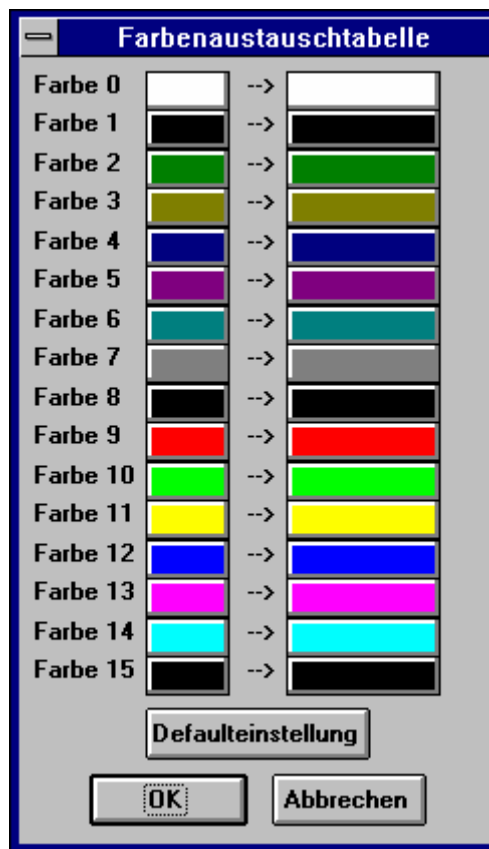 Farbenaustauschtabelle
Farbe 0 -->
Farbe 1 -->
Farbe 2 -->
Farbe 3 -->
Farbe 4 -->
Farbe 5 -->
Farbe 6 -->
Farbe 7 -->
Farbe 8 -->
Farbe 9 -->
Farbe 10 -->
Farbe 11 -->
Farbe 12 -->
Farbe 13 -->
Farbe 14 -->
Farbe 15 -->
Defaulteinstellung
OK Abbrechen